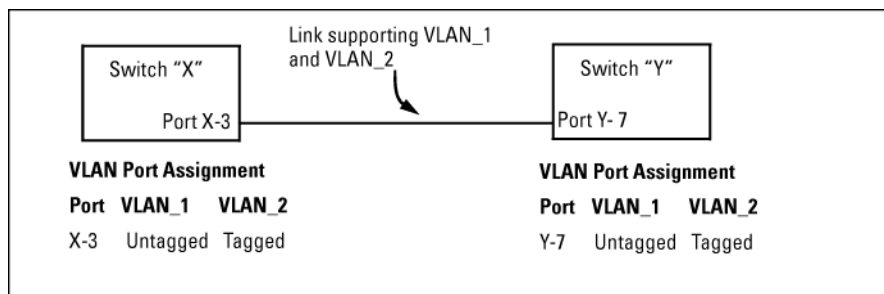 Link supporting VLAN_1
and VLAN_2
Switch “X”
Switch “Y”
Port X-3
Port Y- 7
VLAN Port Assignment
Port VLAN_1 VLAN_2
X-3 Untagged Tagged
VLAN Port Assignment
Port VLAN_1 VLAN_2
Y-7 Untagged Tagged